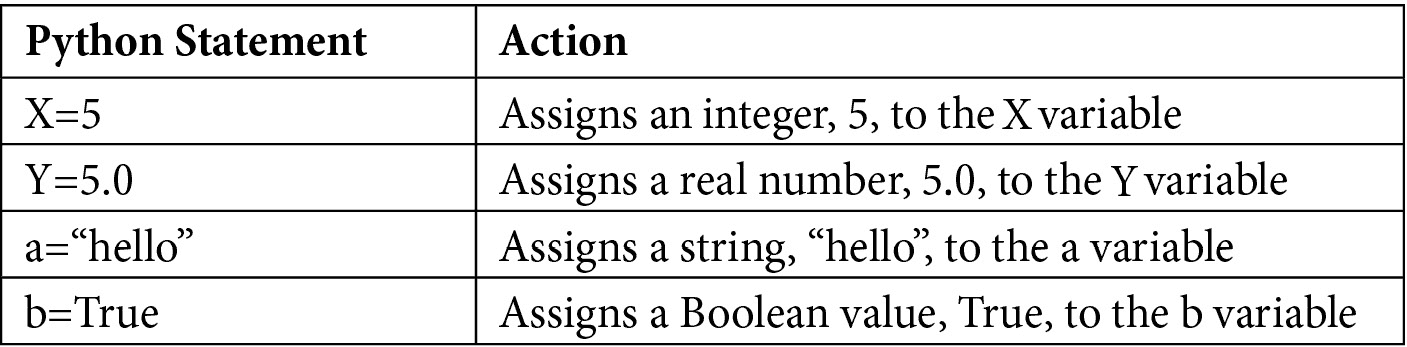 Python Statement Action
X=5 Assigns an integer, 5, to the X variable
Y=5.0 Assigns a real number, 5.0, to the Y variable
a=“hello” Assigns a string, “hello”, to the a variable
b=True Assigns a Boolean value, True, to the b variable